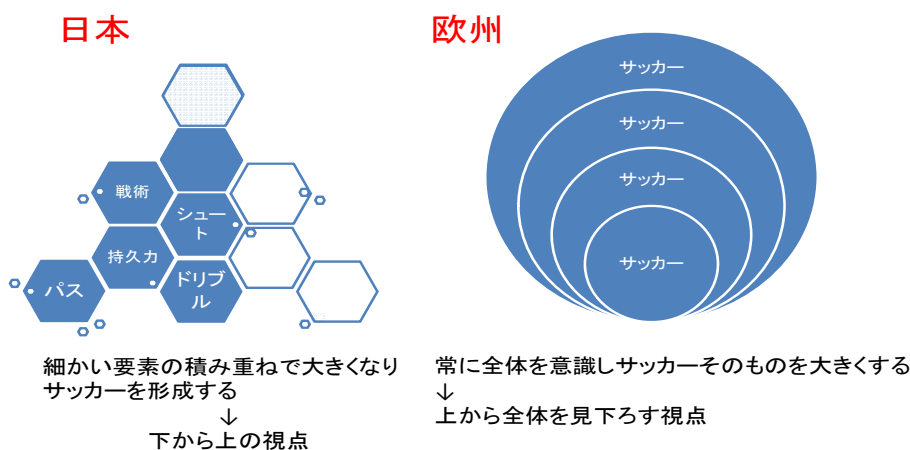 日本
戦術
シュー
ト
持久力
パス
ドリブ
ル
細かい要素の積み重ねで大きくなり
サッカーを形成する
↓
下から上の視点
欧州
サッカー
サッカー
サッカー
サッカー
常に全体を意識しサッカーそのものを大きくする
↓
上から全体を見下ろす視点